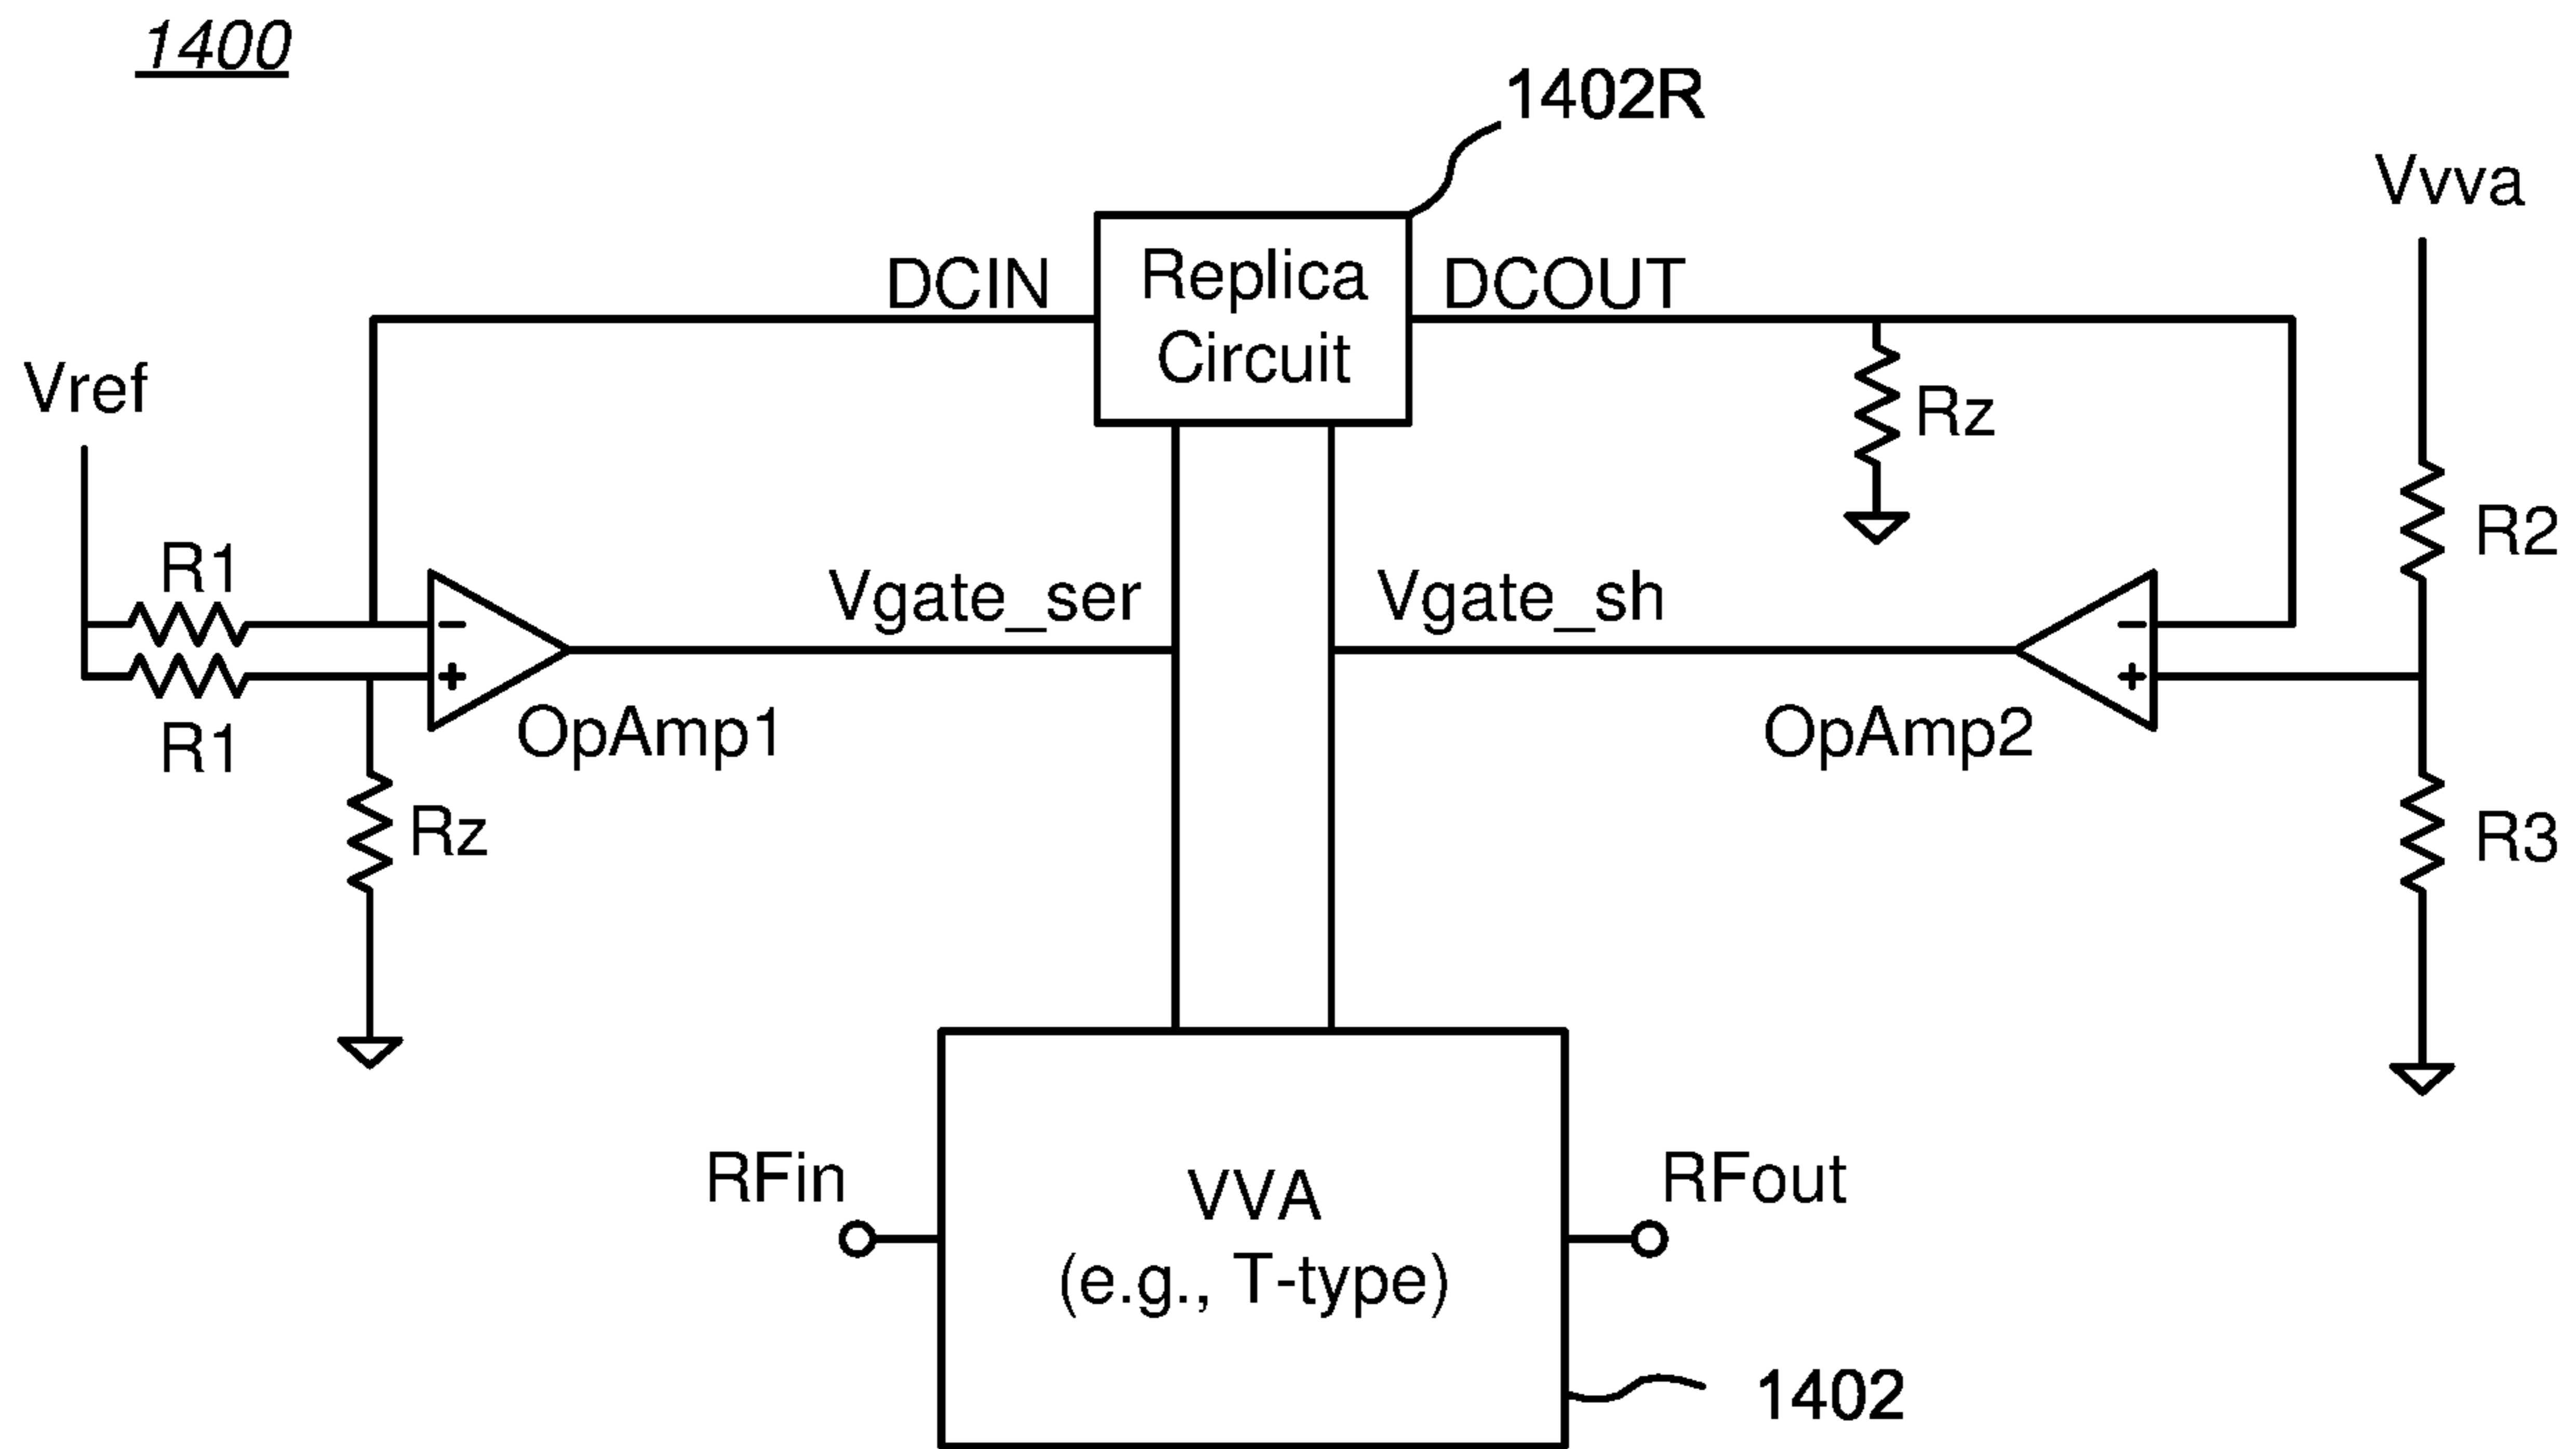 1400
1402R
Vvva
Replica
Circuit
DCIN
DCOUT
Vref
Rz
R2
R1
Vgate_ser
Vgate_sh
−
+
−
+
OpAmp1
OpAmp2
R1
Rz
R3
RFin
RFout
VVA
(e.g., T-type)
1402